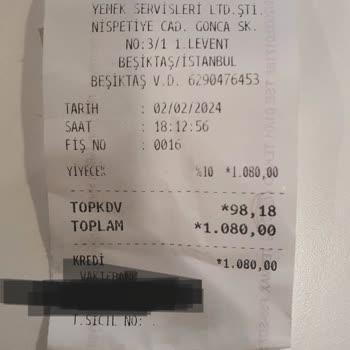 YEMEK SERVİSLERİ LTD.ŞTİ.
NİSPETİYE CAD. GONCA SK.
NO:3/1 1.LEVENT
BEŞİKTAŞ/İSTANBUL
BEŞİKTAŞ V.D. 6290476453
TARİH : 02/02/2024
SAAT : 18:12:56
FİŞ NO : 0016
YİYECEK %10 *1.080,00
TOPKDV *98,18
TOPLAM *1.080,00
KREDİ *1.080,00
VAKIFBANK
T.SİCİL NO: